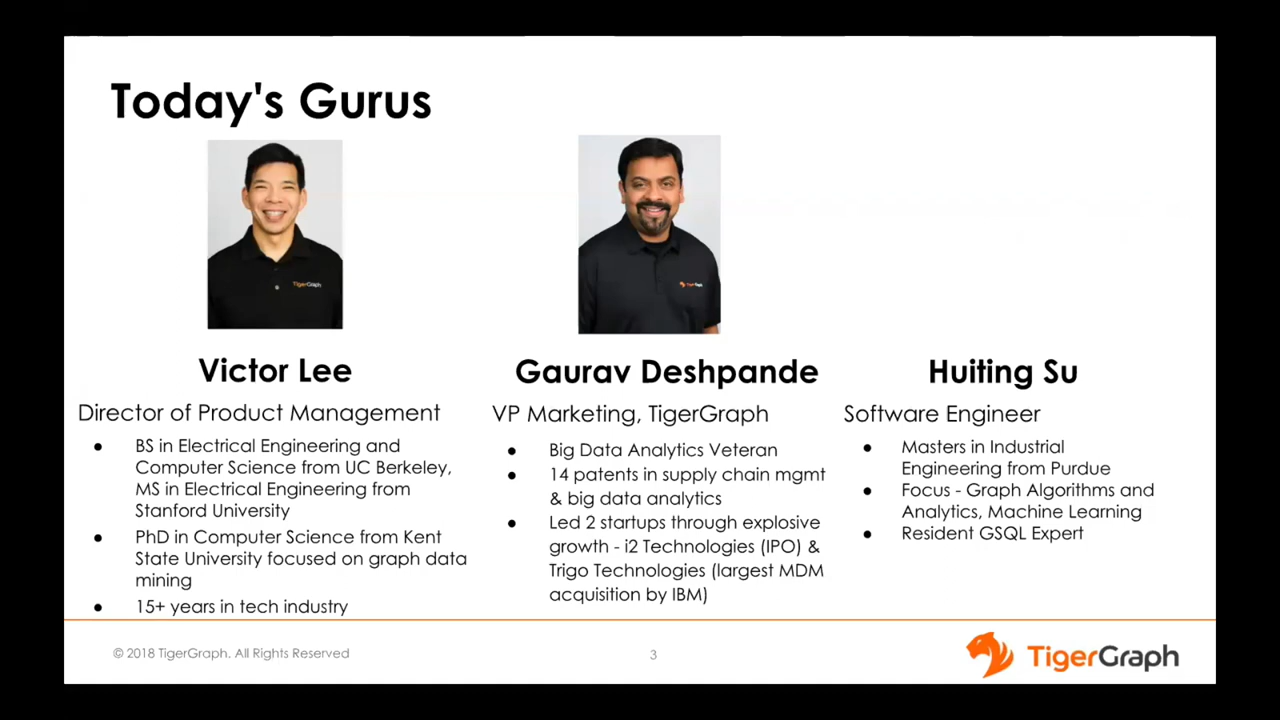 Today's Gurus
TigerGraph
TigerGraph
Victor Lee
Director of Product Management
● BS in Electrical Engineering and
Computer Science from UC Berkeley,
MS in Electrical Engineering from
Stanford University
● PhD in Computer Science from Kent
State University focused on graph data
mining
● 15+ years in tech industry
Gaurav Deshpande
VP Marketing, TigerGraph
● Big Data Analytics Veteran
● 14 patents in supply chain mgmt
& big data analytics
● Led 2 startups through explosive
growth - i2 Technologies (IPO) &
Trigo Technologies (largest MDM
acquisition by IBM)
Huiting Su
Software Engineer
● Masters in Industrial
Engineering from Purdue
● Focus - Graph Algorithms and
Analytics, Machine Learning
● Resident GSQL Expert
© 2018 TigerGraph. All Rights Reserved
3
TigerGraph